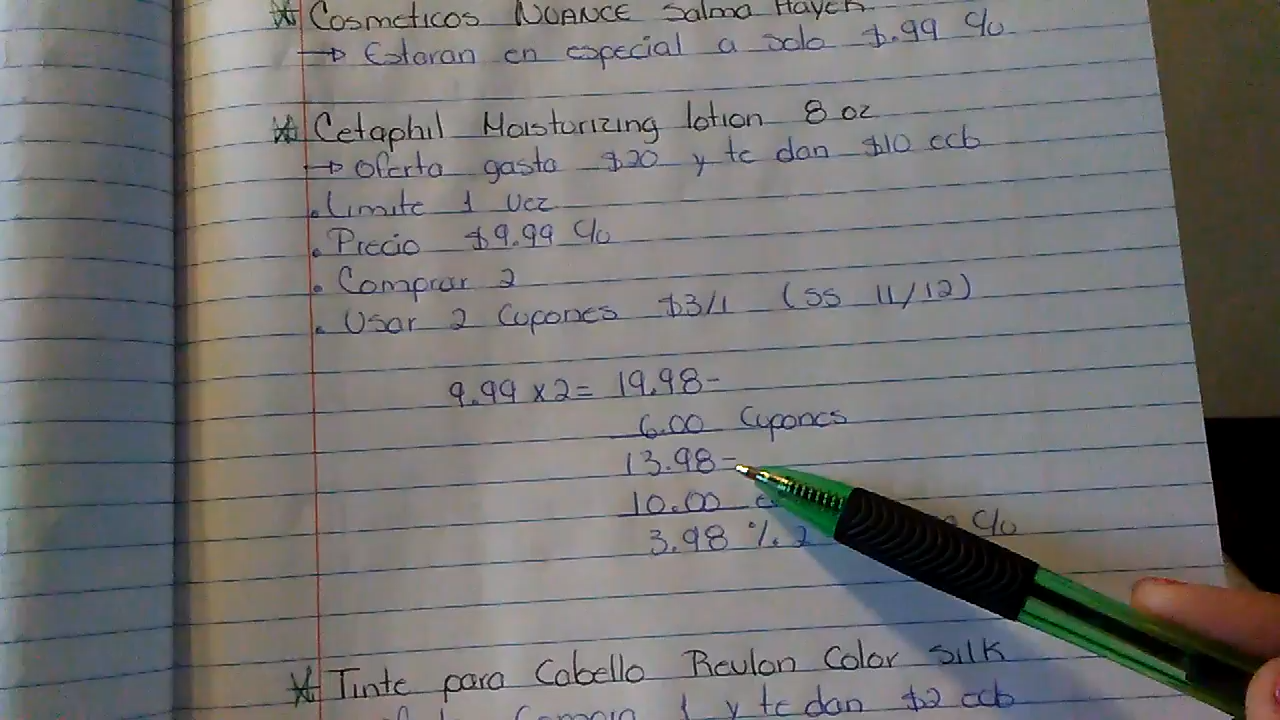 * Cosmeticos NUANCE Salma Hayek
→ Estaran en especial a solo $.99 c/u
* Cetaphil Moisturizing lotion 8 oz
→ Oferta gasta $20 y te dan $10 ecb
. Limite 1 vez
. Precio $9.99 c/u
. Comprar 2
. Usar 2 Cupones $3/1 (SS 11/12)
9.99 x 2 = 19.98 -
6.00 Cupones
13.98 -
10.00
3.98 % 2 c/u
* Tinte para Cabello Revlon Color Silk
1 y te dan $2 ecb